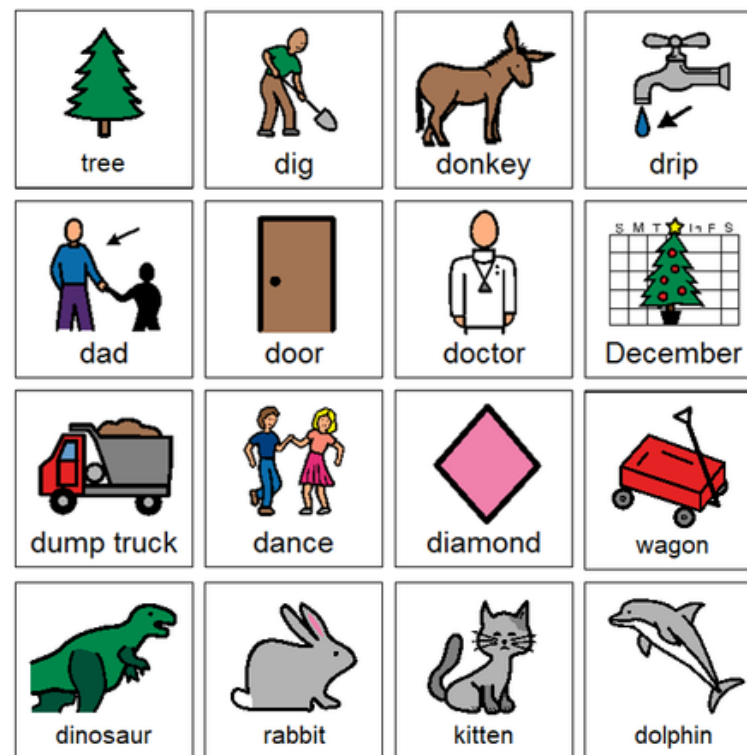 tree
dig
donkey
drip
S M T F S
dad
door
doctor
December
dump truck
dance
diamond
wagon
dinosaur
rabbit
kitten
dolphin